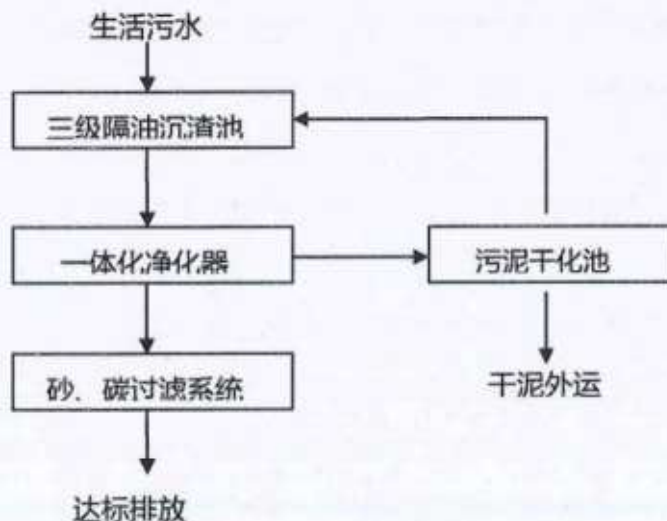 生活污水
三级隔油沉渣池
一体化净化器
污泥干化池
砂、碳过滤系统
干泥外运
达标排放